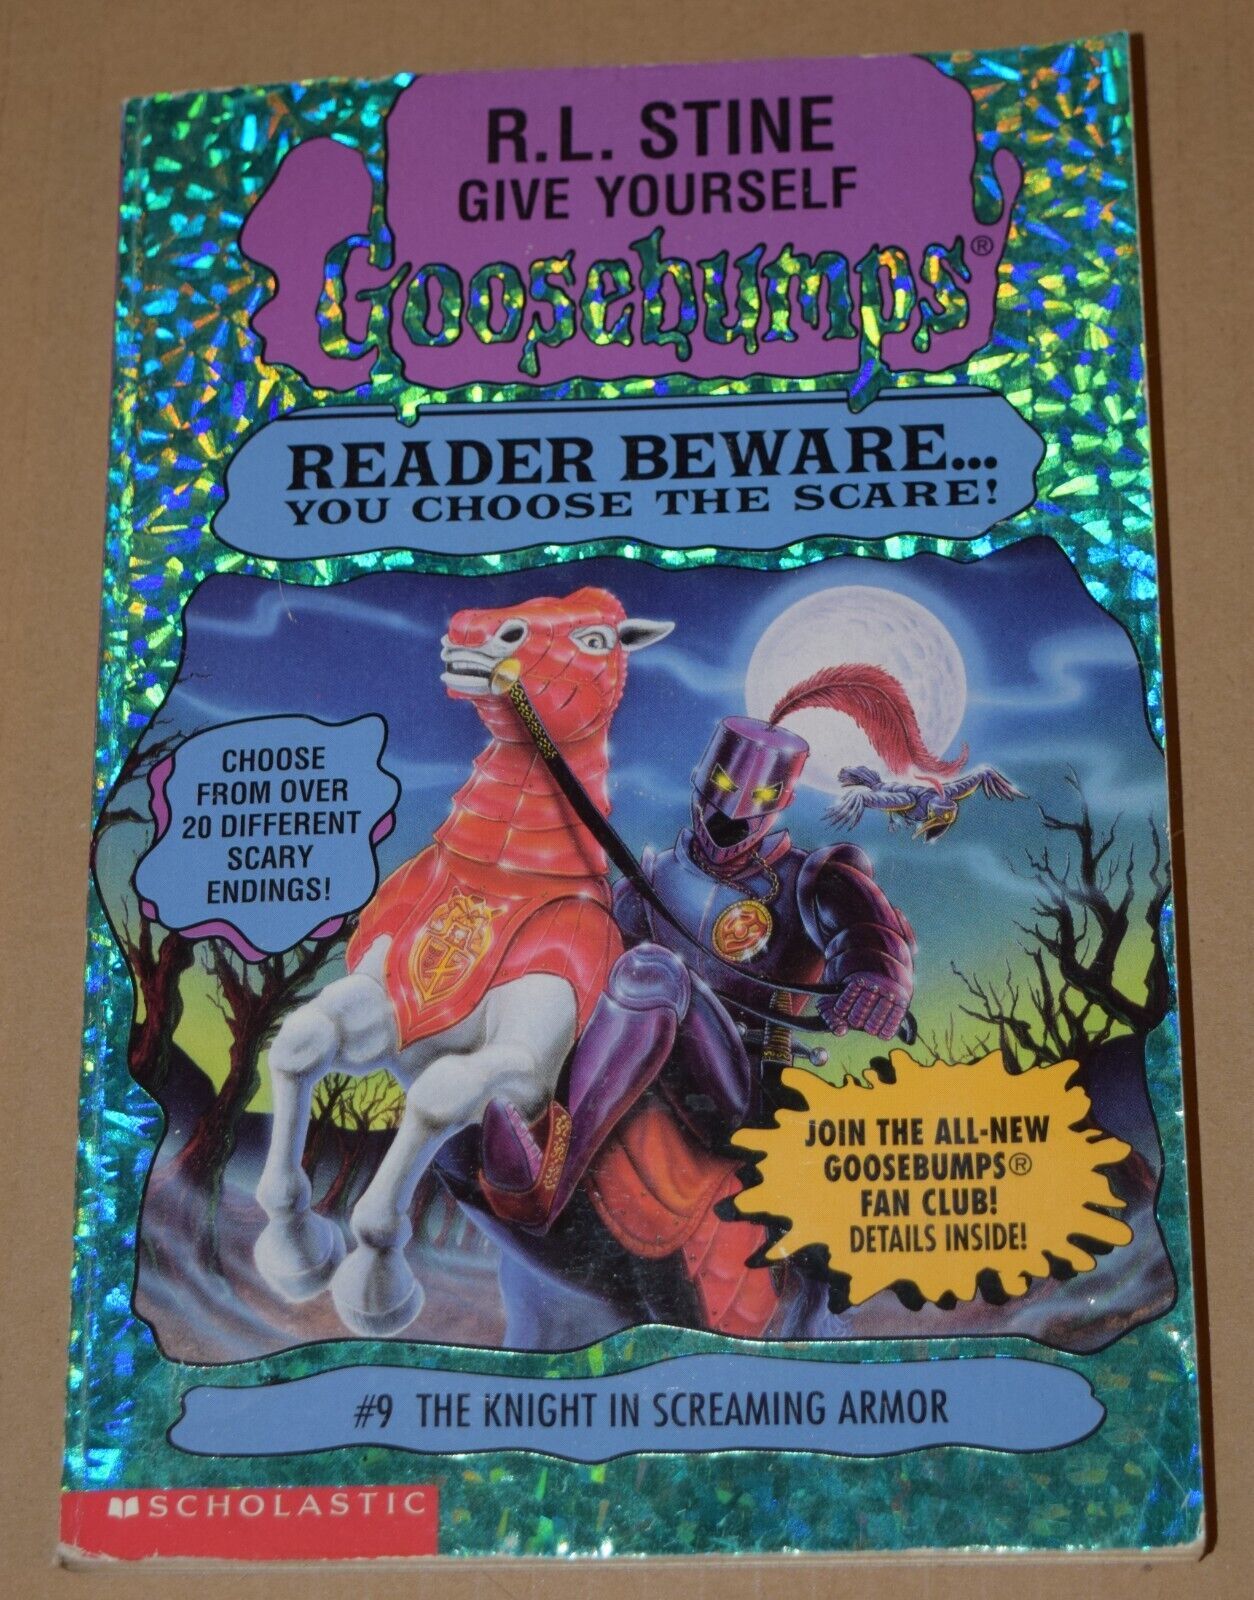 R.L. STINE
GIVE YOURSELF
Goosebumps®
READER BEWARE...
YOU CHOOSE THE SCARE!
CHOOSE
FROM OVER
20 DIFFERENT
SCARY
ENDINGS!
JOIN THE ALL-NEW
GOOSEBUMPS®
FAN CLUB!
DETAILS INSIDE!
#9 THE KNIGHT IN SCREAMING ARMOR
SCHOLASTIC